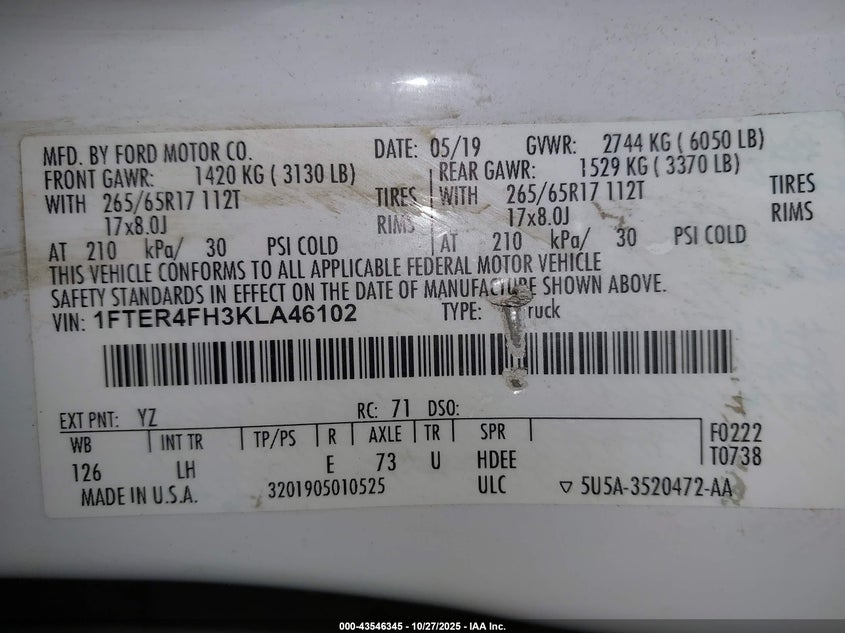 MFD. BY FORD MOTOR CO. DATE: 05/19 GVWR: 2744 KG ( 6050 LB)
FRONT GAWR: 1420 KG ( 3130 LB) REAR GAWR: 1529 KG ( 3370 LB)
WITH 265/65R17 112T TIRES WITH 265/65R17 112T TIRES
17x8.0J RIMS 17x8.0J RIMS
AT 210 kPa/ 30 PSI COLD AT 210 kPa/ 30 PSI COLD
THIS VEHICLE CONFORMS TO ALL APPLICABLE FEDERAL MOTOR VEHICLE
SAFETY STANDARDS IN EFFECT ON THE DATE OF MANUFACTURE SHOWN ABOVE.
VIN: 1FTER4FH3KLA46102 TYPE: Truck
EXT PNT: YZ RC: 71 DSO:
WB INT TR TP/PS R AXLE TR SPR F0222
126 LH E 73 U HDEE T0738
MADE IN U.S.A. 3201905010525 ULC ▽ 5U5A-3520472-AA
000-43546345 - 10/27/2025 - IAA Inc.